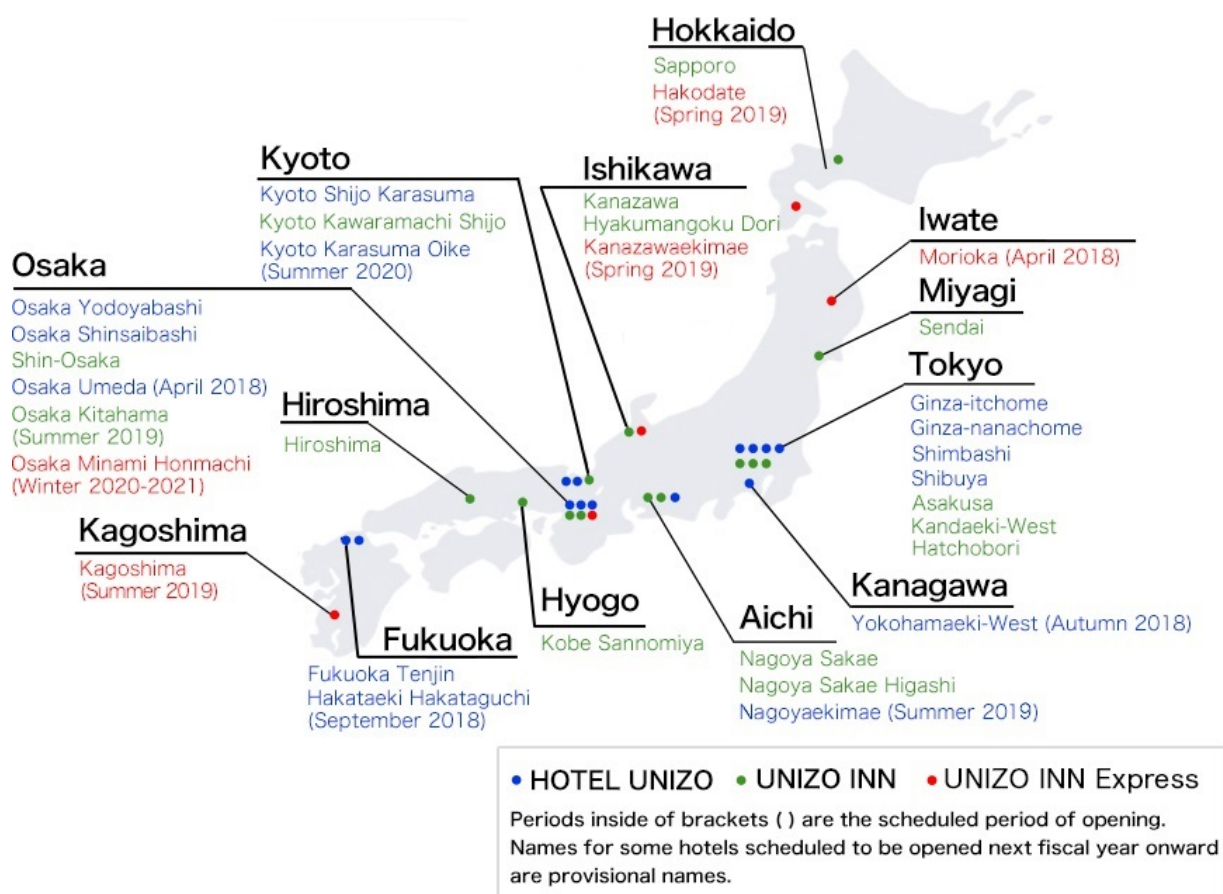 Hokkaido
Sapporo
Hakodate
(Spring 2019)
Kyoto
Kyoto Shijo Karasuma
Kyoto Kawaramachi Shijo
Kyoto Karasuma Oike
(Summer 2020)
Ishikawa
Kanazawa
Hyakumangoku Dori
Kanazawaekimae
(Spring 2019)
Iwate
Morioka (April 2018)
Osaka
Osaka Yodoyabashi
Osaka Shinsaibashi
Shin-Osaka
Osaka Umeda (April 2018)
Osaka Kitahama
(Summer 2019)
Osaka Minami Honmachi
(Winter 2020-2021)
Miyagi
Sendai
Tokyo
Ginza-itchome
Ginza-nanachome
Shimbashi
Shibuya
Asakusa
Kandaeki-West
Hatchobori
Hiroshima
Hiroshima
Kagoshima
Kagoshima
(Summer 2019)
Fukuoka
Fukuoka Tenjin
Hakataeki Hakataguchi
(September 2018)
Hyogo
Kobe Sannomiya
Aichi
Nagoya Sakae
Nagoya Sakae Higashi
Nagoyaekimae (Summer 2019)
Kanagawa
Yokohamaeki-West (Autumn 2018)
HOTEL UNIZO
UNIZO INN
UNIZO INN Express
Periods inside of brackets ( ) are the scheduled period of opening.
Names for some hotels scheduled to be opened next fiscal year onward
are provisional names.